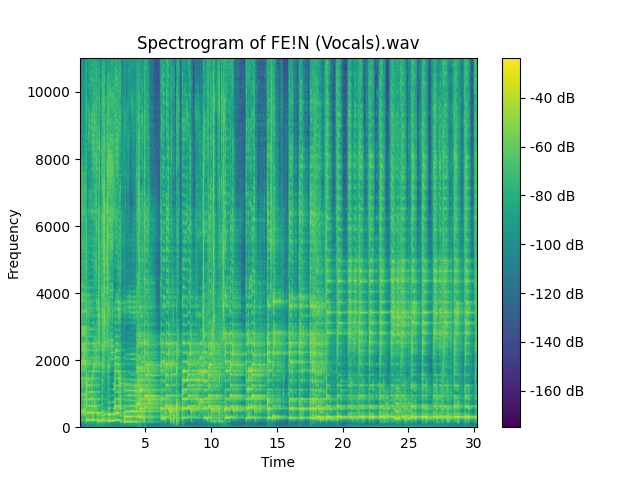 Spectrogram of FE!N (Vocals).wav
10000
8000
6000
4000
2000
0
Frequency
5
10
15
20
25
30
Time
-40 dB
-60 dB
-80 dB
-100 dB
-120 dB
-140 dB
-160 dB